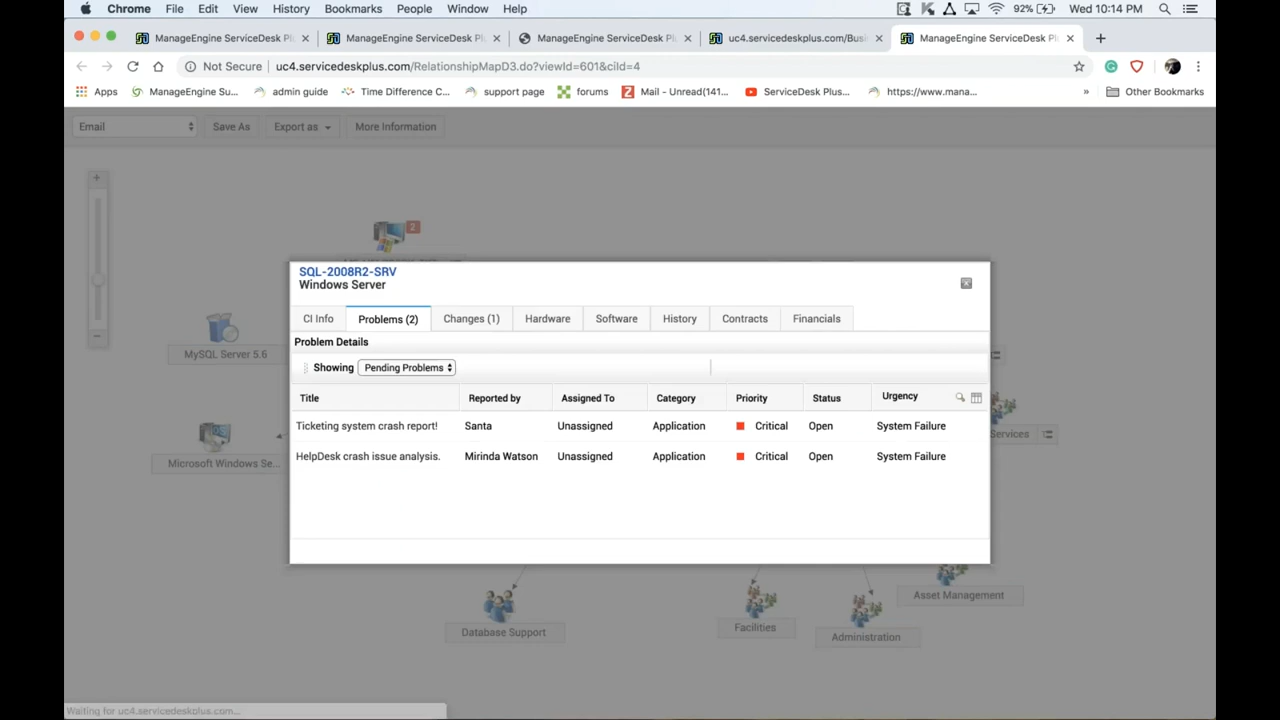 Chrome File Edit View History Bookmarks People Window Help 92% Wed 10:14 PM
ManageEngine ServiceDesk Pl ManageEngine ServiceDesk Pl ManageEngine ServiceDesk Pl uc4.servicedeskplus.com/Busi ManageEngine ServiceDesk Pl
Not Secure uc4.servicedeskplus.com/RelationshipMapD3.do?viewId=601&ciId=4
Apps ManageEngine Su... admin guide Time Difference C... support page forums Mail - Unread(141... ServiceDesk Plus... https://www.mana... » Other Bookmarks
Email Save As Export as More Information
2
SQL-2008R2-SRV
Windows Server
CI Info Problems (2) Changes (1) Hardware Software History Contracts Financials
Problem Details
Showing Pending Problems
Title Reported by Assigned To Category Priority Status Urgency
Ticketing system crash report! Santa Unassigned Application Critical Open System Failure
HelpDesk crash issue analysis. Mirinda Watson Unassigned Application Critical Open System Failure
MySQL Server 5.6
Microsoft Windows Se...
Services
Asset Management
Database Support
Facilities
Administration
Waiting for uc4.servicedeskplus.com...